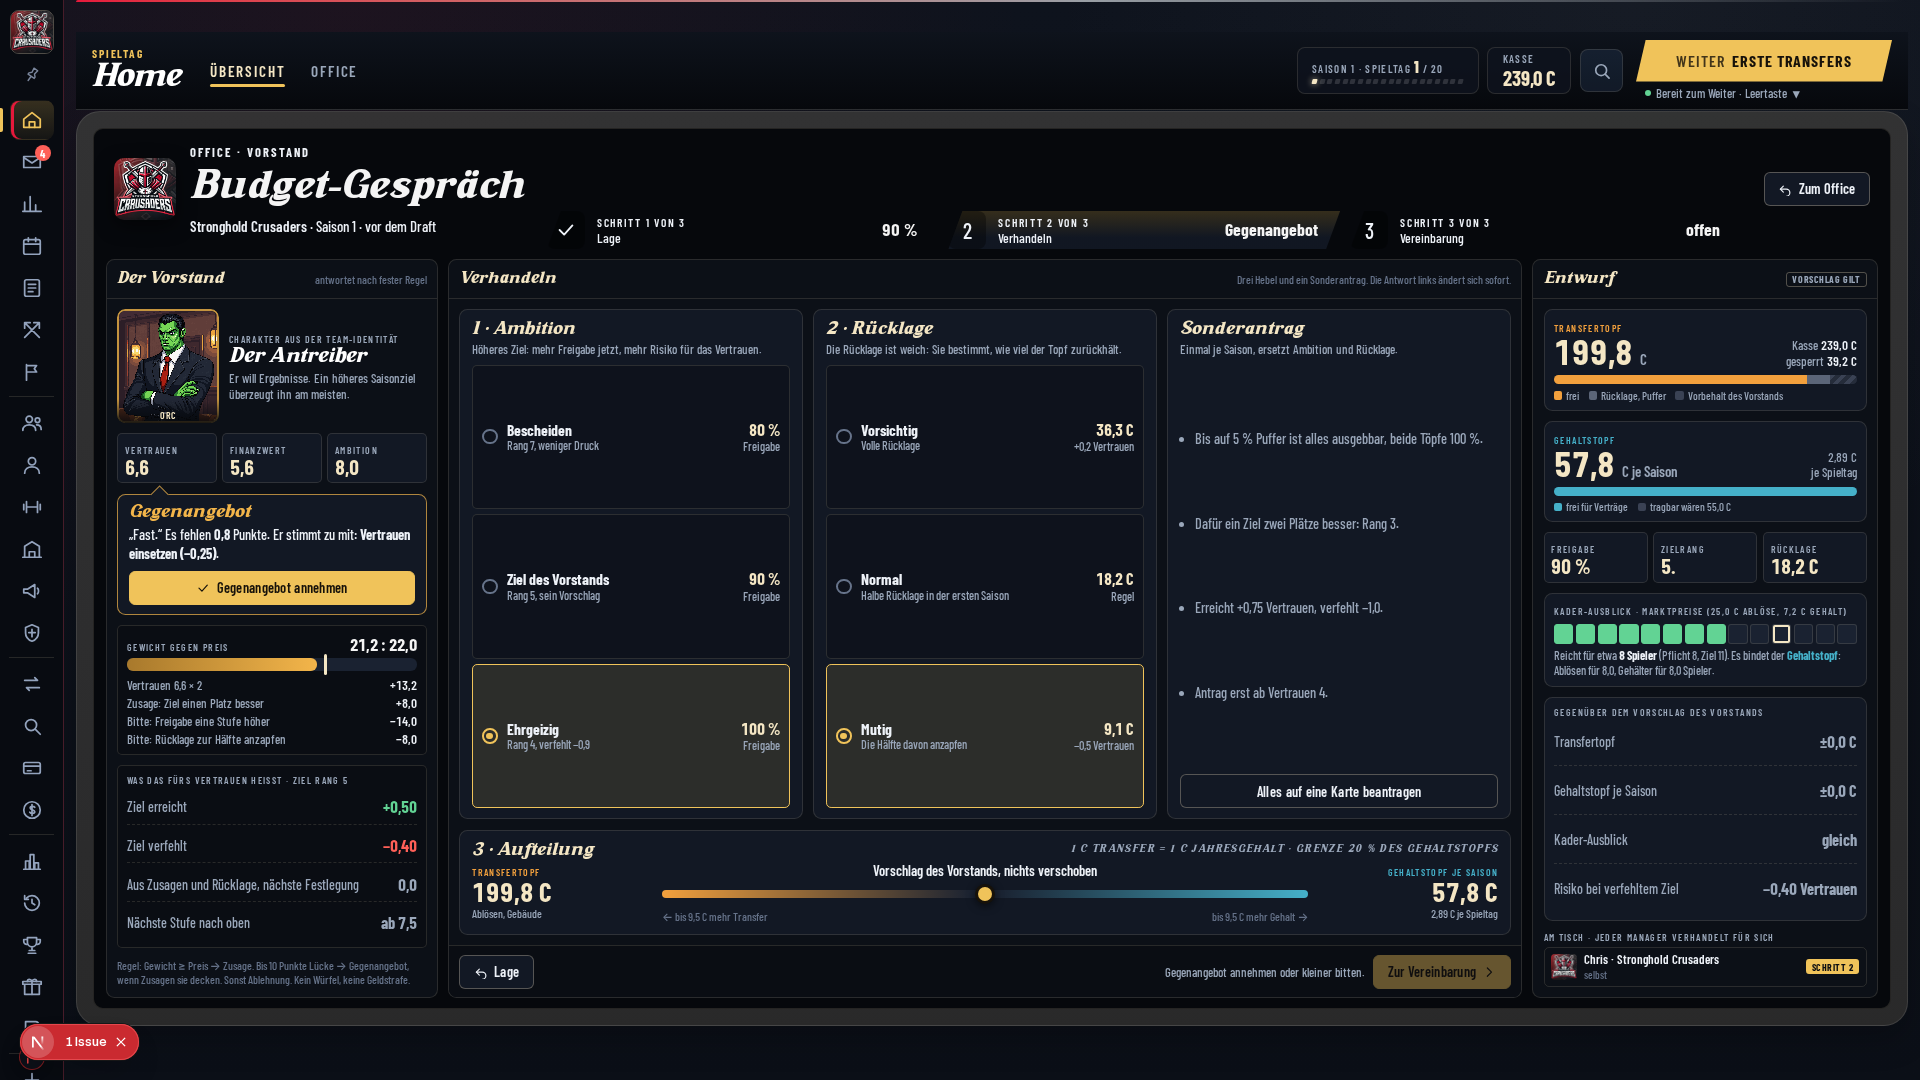 CRUSADERS
SPIELTAG
Home
ÜBERSICHT
OFFICE
SAISON 1 · SPIELTAG 1 / 20
KASSE
239,0 C
WEITER ERSTE TRANSFERS
Bereit zum Weiter · Leertaste ▼
4
OFFICE · VORSTAND
Budget-Gespräch
CRUSADERS
Stronghold Crusaders · Saison 1 · vor dem Draft
Zum Office
SCHRITT 1 VON 3
Lage
90 %
2
SCHRITT 2 VON 3
Verhandeln
Gegenangebot
3
SCHRITT 3 VON 3
Vereinbarung
offen
Der Vorstand
antwortet nach fester Regel
CHARAKTER AUS DER TEAM-IDENTITÄT
Der Antreiber
Er will Ergebnisse. Ein höheres Saisonziel
überzeugt ihn am meisten.
ORC
VERTRAUEN
6,6
FINANZWERT
5,6
AMBITION
8,0
Gegenangebot
„Fast.“ Es fehlen 0,8 Punkte. Er stimmt zu mit: Vertrauen
einsetzen (−0,25).
Gegenangebot annehmen
GEWICHT GEGEN PREIS
21,2 : 22,0
Vertrauen 6,6 × 2
+13,2
Zusage: Ziel einen Platz besser
+8,0
Bitte: Freigabe eine Stufe höher
−14,0
Bitte: Rücklage zur Hälfte anzapfen
−8,0
WAS DAS FÜRS VERTRAUEN HEISST · ZIEL RANG 5
Ziel erreicht
+0,50
Ziel verfehlt
−0,40
Aus Zusagen und Rücklage, nächste Festlegung
0,0
Nächste Stufe nach oben
ab 7,5
Regel: Gewicht ≥ Preis → Zusage. Bis 10 Punkte Lücke → Gegenangebot,
wenn Zusagen sie decken. Sonst Ablehnung. Kein Würfel, keine Geldstrafe.
Verhandeln
Drei Hebel und ein Sonderantrag. Die Antwort links ändert sich sofort.
1 · Ambition
Höheres Ziel: mehr Freigabe jetzt, mehr Risiko für das Vertrauen.
Bescheiden
Rang 7, weniger Druck
80 %
Freigabe
Ziel des Vorstands
Rang 5, sein Vorschlag
90 %
Freigabe
Ehrgeizig
Rang 4, verfehlt −0,9
100 %
Freigabe
2 · Rücklage
Die Rücklage ist weich: Sie bestimmt, wie viel der Topf zurückhält.
Vorsichtig
Volle Rücklage
36,3 C
+0,2 Vertrauen
Normal
Halbe Rücklage in der ersten Saison
18,2 C
Regel
Mutig
Die Hälfte davon anzapfen
9,1 C
−0,5 Vertrauen
Sonderantrag
Einmal je Saison, ersetzt Ambition und Rücklage.
• Bis auf 5 % Puffer ist alles ausgebbar, beide Töpfe 100 %.
• Dafür ein Ziel zwei Plätze besser: Rang 3.
• Erreicht +0,75 Vertrauen, verfehlt −1,0.
• Antrag erst ab Vertrauen 4.
Alles auf eine Karte beantragen
3 · Aufteilung
1 C TRANSFER = 1 C JAHRESGEHALT · GRENZE 20 % DES GEHALTSTOPFS
TRANSFERTOPF
199,8 C
Ablösen, Gebäude
Vorschlag des Vorstands, nichts verschoben
← bis 9,5 C mehr Transfer
bis 9,5 C mehr Gehalt →
GEHALTSTOPF JE SAISON
57,8 C
2,89 C je Spieltag
Lage
Gegenangebot annehmen oder kleiner bitten.
Zur Vereinbarung
Entwurf
VORSCHLAG GILT
TRANSFERTOPF
199,8 C
Kasse 239,0 C
gesperrt 39,2 C
frei
Rücklage, Puffer
Vorbehalt des Vorstands
GEHALTSTOPF
57,8 C je Saison
2,89 C
je Spieltag
frei für Verträge
tragbar wären 55,0 C
FREIGABE
90 %
ZIELRANG
5.
RÜCKLAGE
18,2 C
KADER-AUSBLICK · MARKTPREISE (25,0 C ABLÖSE, 7,2 C GEHALT)
Reicht für etwa 8 Spieler (Pflicht 8, Ziel 11). Es bindet der Gehaltstopf:
Ablösen für 8,0, Gehälter für 8,0 Spieler.
GEGENÜBER DEM VORSCHLAG DES VORSTANDS
Transfertopf
±0,0 C
Gehaltstopf je Saison
±0,0 C
Kader-Ausblick
gleich
Risiko bei verfehltem Ziel
−0,40 Vertrauen
AM TISCH · JEDER MANAGER VERHANDELT FÜR SICH
Chris · Stronghold Crusaders
selbst
SCHRITT 2
N
1 Issue